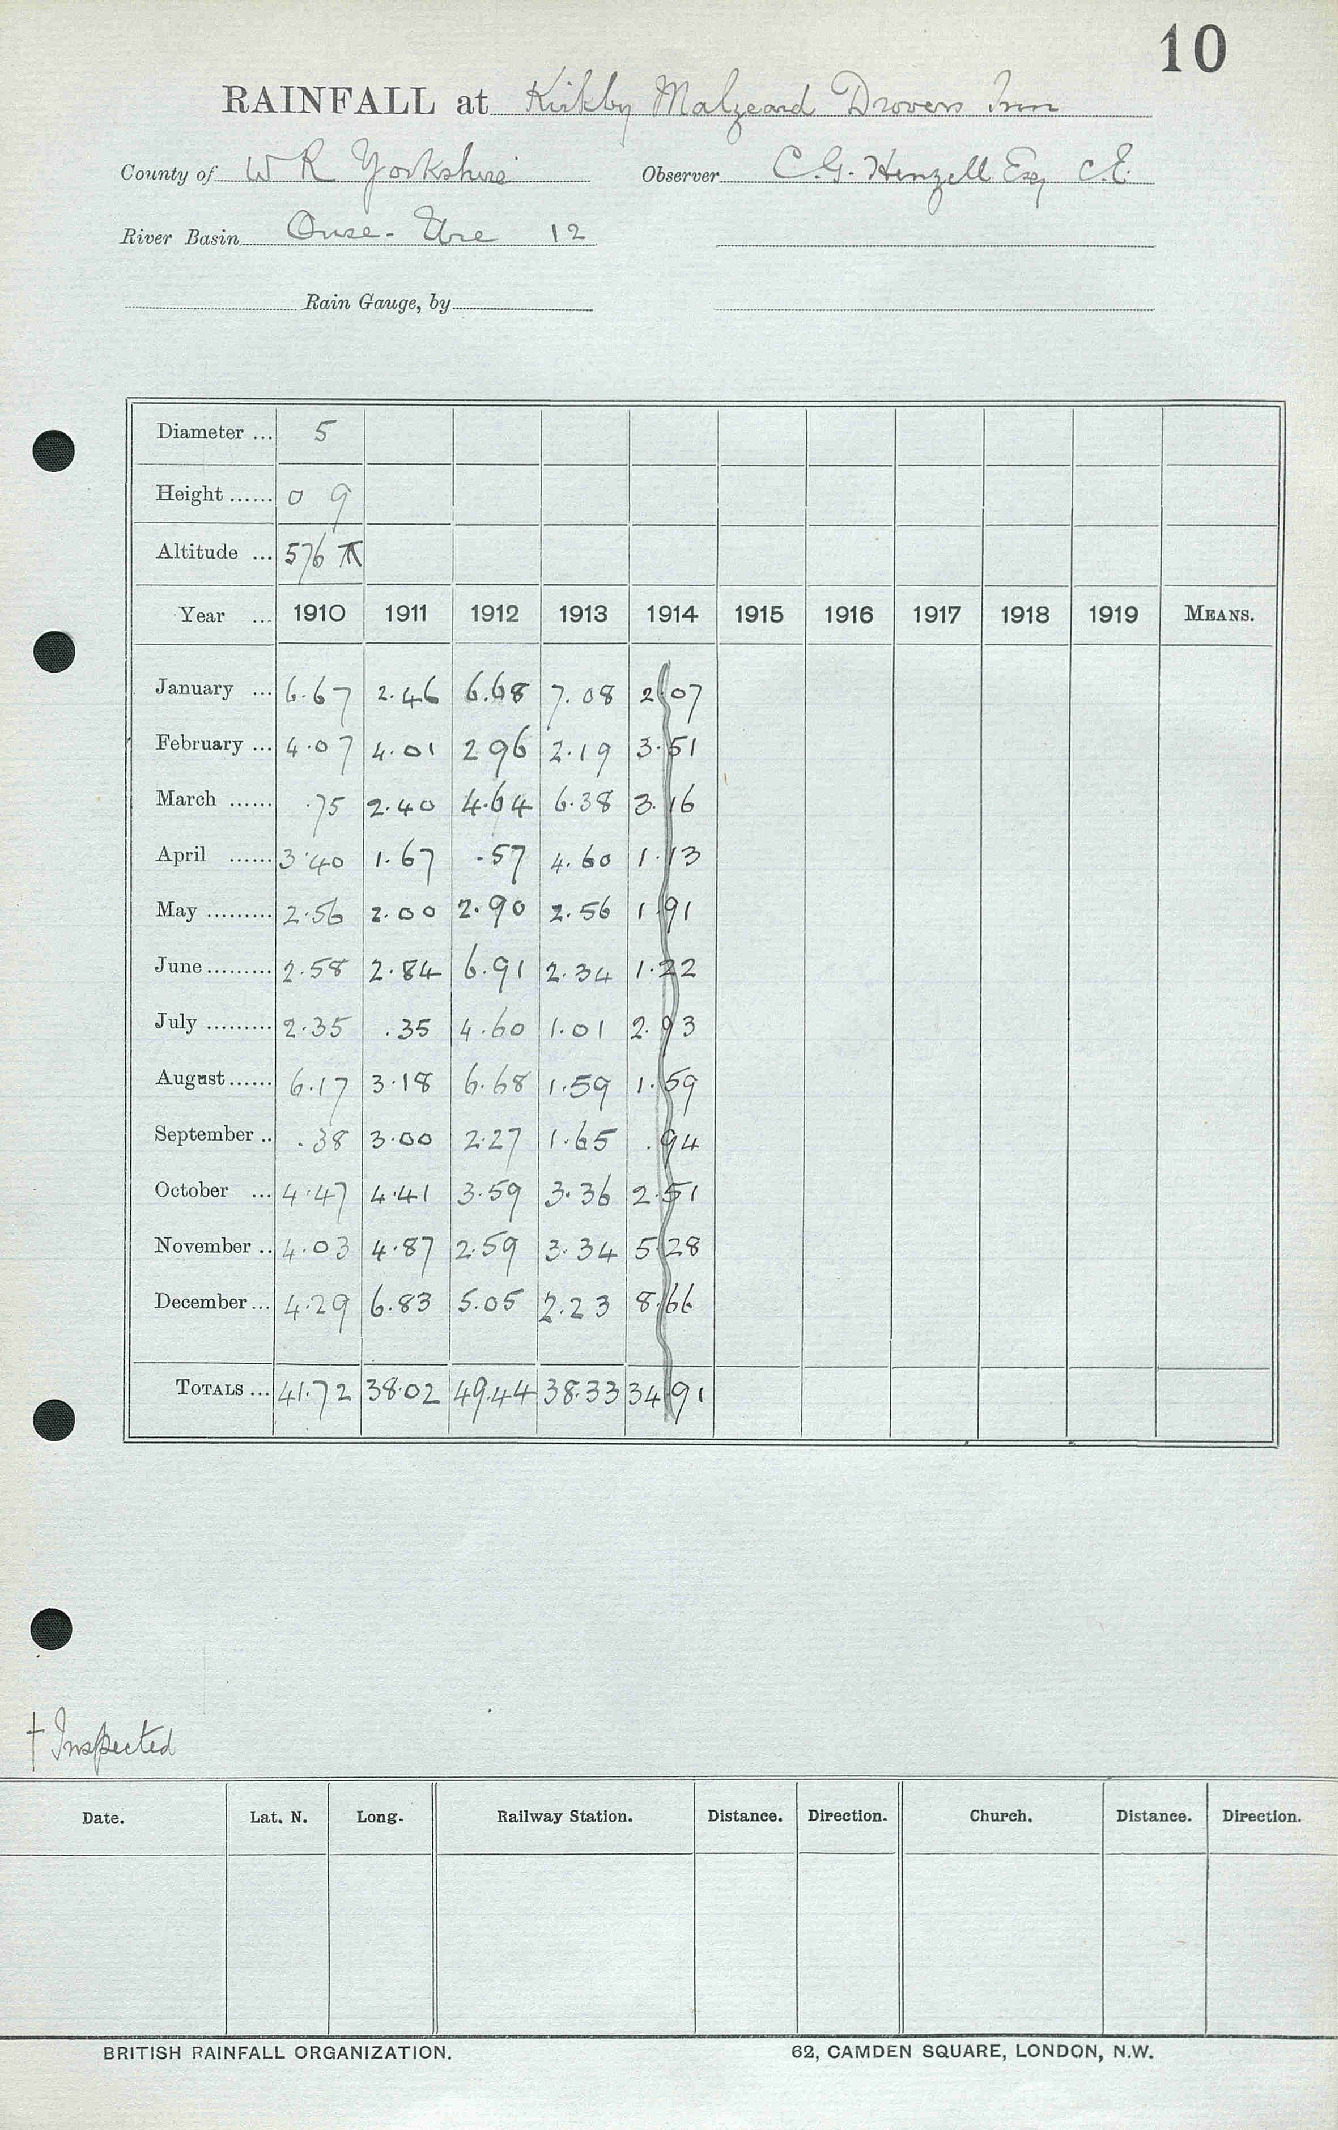 10
RAINFALL at Kirkby Malzeard Drovers Inn
County of W R Yorkshire Observer C.G. Henzell Esq C.E.
River Basin Ouse - Ure 12
Rain Gauge, by
Diameter ... 5
Height ...... 0 9
Altitude ... 576
Year ... 1910 1911 1912 1913 1914 1915 1916 1917 1918 1919 MEANS.
January ... 6.67 2.46 6.68 7.08 2.07
February ... 4.07 4.01 2 96 2.19 3.51
March ...... .75 2.40 4.64 6.38 3.16
April ...... 3.40 1.67 .57 4.60 1.13
May ......... 2.56 2.00 2.90 2.56 1.91
June ......... 2.58 2.84 6.91 2.34 1.22
July ......... 2.35 .35 4.60 1.01 2.93
August ...... 6.17 3.18 6.68 1.59 1.59
September .. .38 3.00 2.27 1.65 .94
October ... 4.47 4.41 3.59 3.36 2.51
November .. 4.03 4.87 2.59 3.34 5.28
December ... 4.29 6.83 5.05 2.23 8.66
TOTALS ... 41.72 38.02 49.44 38.33 34.91
† Inspected
Date. Lat. N. Long. Railway Station. Distance. Direction. Church. Distance. Direction.
BRITISH RAINFALL ORGANIZATION. 62, CAMDEN SQUARE, LONDON, N.W.